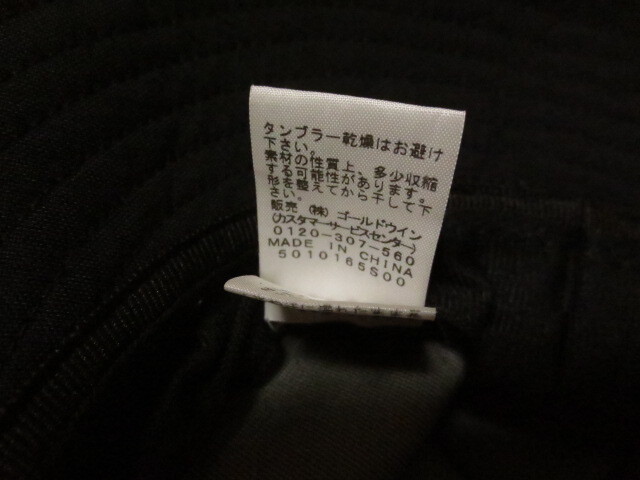 タンブラー乾燥はお避け
下さい。
素材の性質上、多少収縮
する可能性があります。
形を整えてから干して下
さい。
販売 (株) ゴールドウイン
(カスタマーサービスセンター)
0120-307-560
MADE IN CHINA
5010165S00